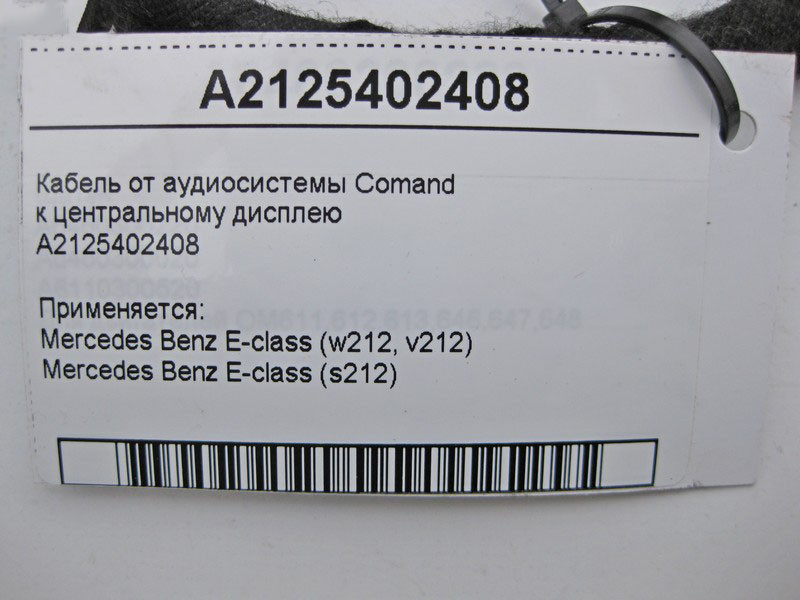 A2125402408
Кабель от аудиосистемы Comand
к центральному дисплею
A2125402408
Применяется:
Mercedes Benz E-class (w212, v212)
Mercedes Benz E-class (s212)